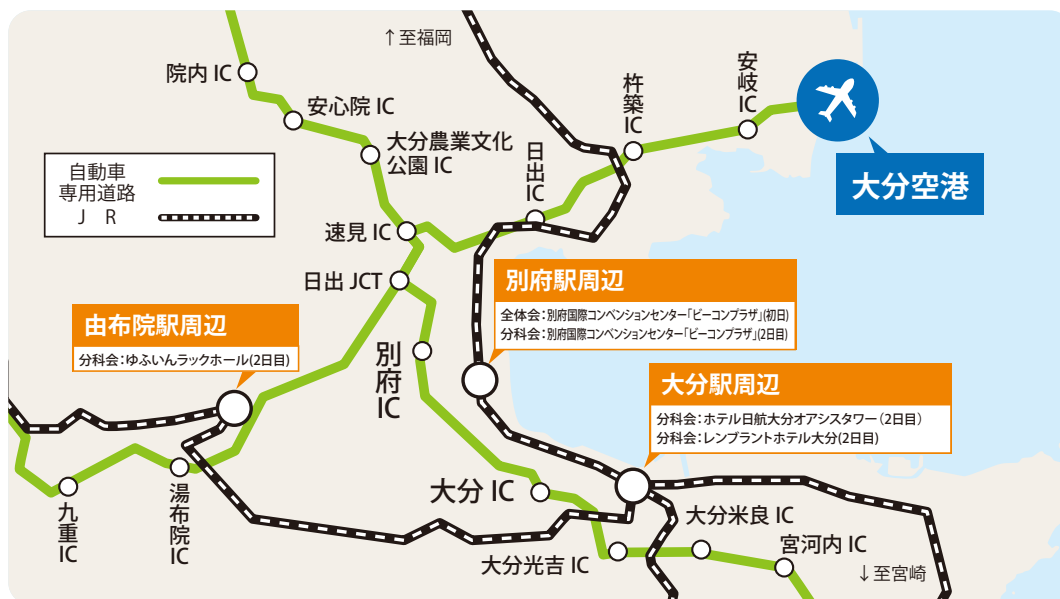 ↑至福岡
院内 IC
安心院 IC
大分農業文化
公園 IC
杵築 IC
安岐 IC
日出 IC
大分空港
自動車
専用道路
J R
速見 IC
日出 JCT
別府駅周辺
全体会：別府国際コンベンションセンター「ビーコンプラザ」(初日)
分科会：別府国際コンベンションセンター「ビーコンプラザ」(2日目)
由布院駅周辺
分科会：ゆふいんラックホール(2日目)
別府 IC
大分駅周辺
分科会：ホテル日航大分オアシスタワー（2日目）
分科会：レンブラントホテル大分(2日目)
九重 IC
湯布院 IC
大分 IC
大分米良 IC
大分光吉 IC
宮河内 IC
↓至宮崎